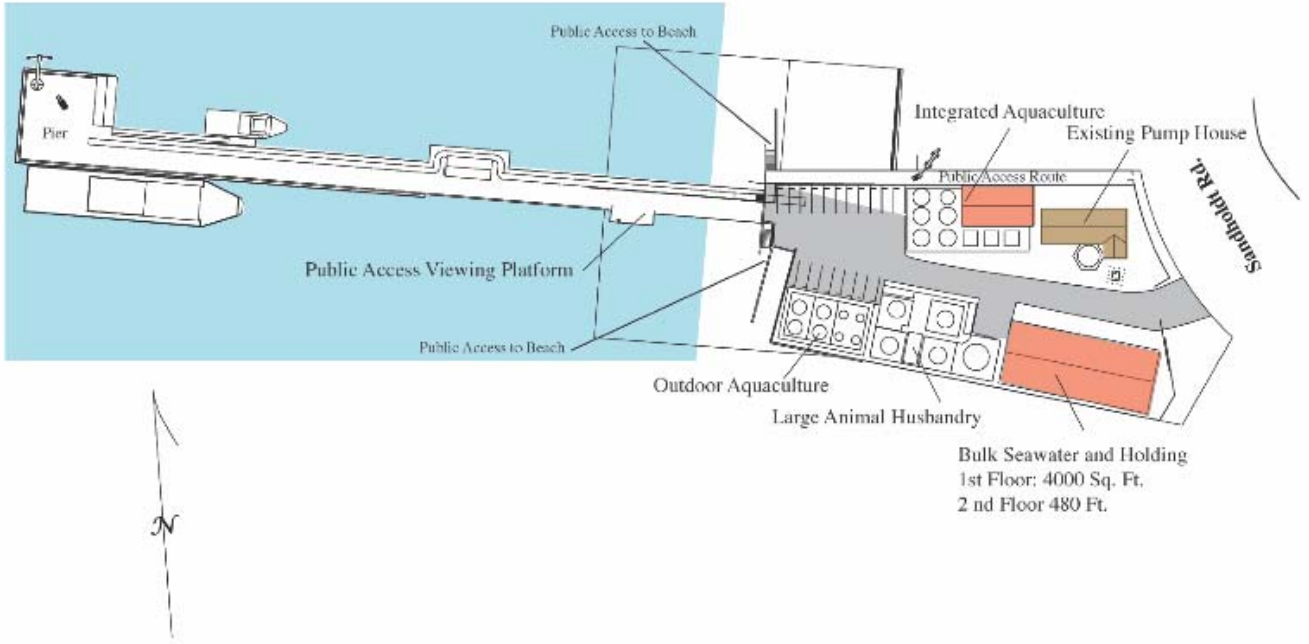 Public Access to Beach
Integrated Aquaculture
Existing Pump House
Pier
Public Access Route
Sandholdt Rd.
Public Access Viewing Platform
Public Access to Beach
Outdoor Aquaculture
Large Animal Husbandry
Bulk Seawater and Holding
1st Floor: 4000 Sq. Ft.
2 nd Floor 480 Ft.
N